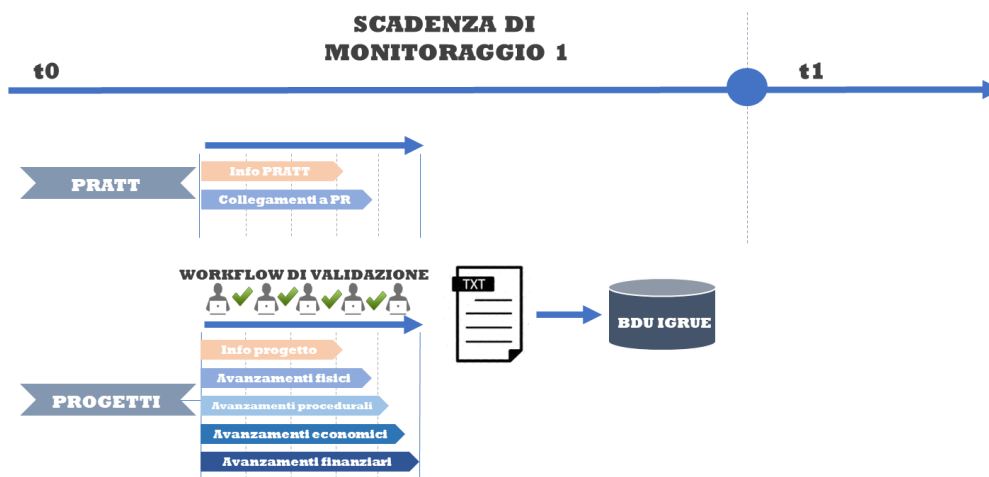 SCADENZA DI
MONITORAGGIO 1
t0
t1
PRATT
Info PRATT
Collegamenti a PR
WORKFLOW DI VALIDAZIONE
TXT
BDU IGRUE
PROGETTI
Info progetto
Avanzamenti fisici
Avanzamenti procedurali
Avanzamenti economici
Avanzamenti finanziari